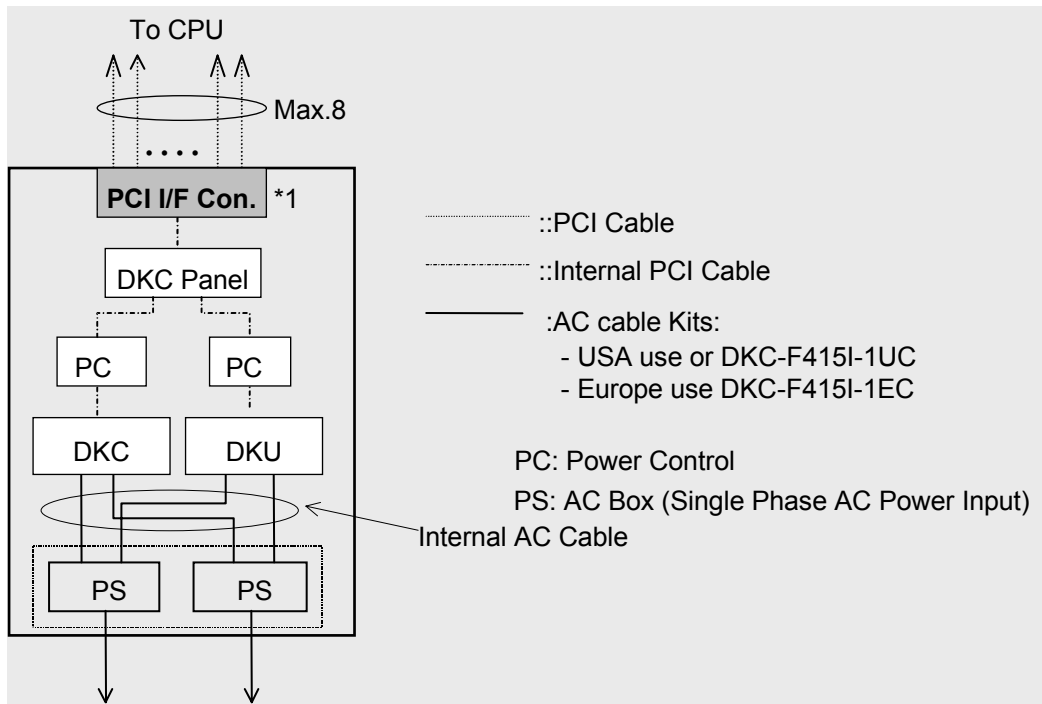 To CPU
Max.8
. . . .
PCI I/F Con. *1
::PCI Cable
DKC Panel
::Internal PCI Cable
:AC cable Kits:
- USA use or DKC-F415I-1UC
- Europe use DKC-F415I-1EC
PC PC
DKC DKU
PC: Power Control
PS: AC Box (Single Phase AC Power Input)
Internal AC Cable
PS PS